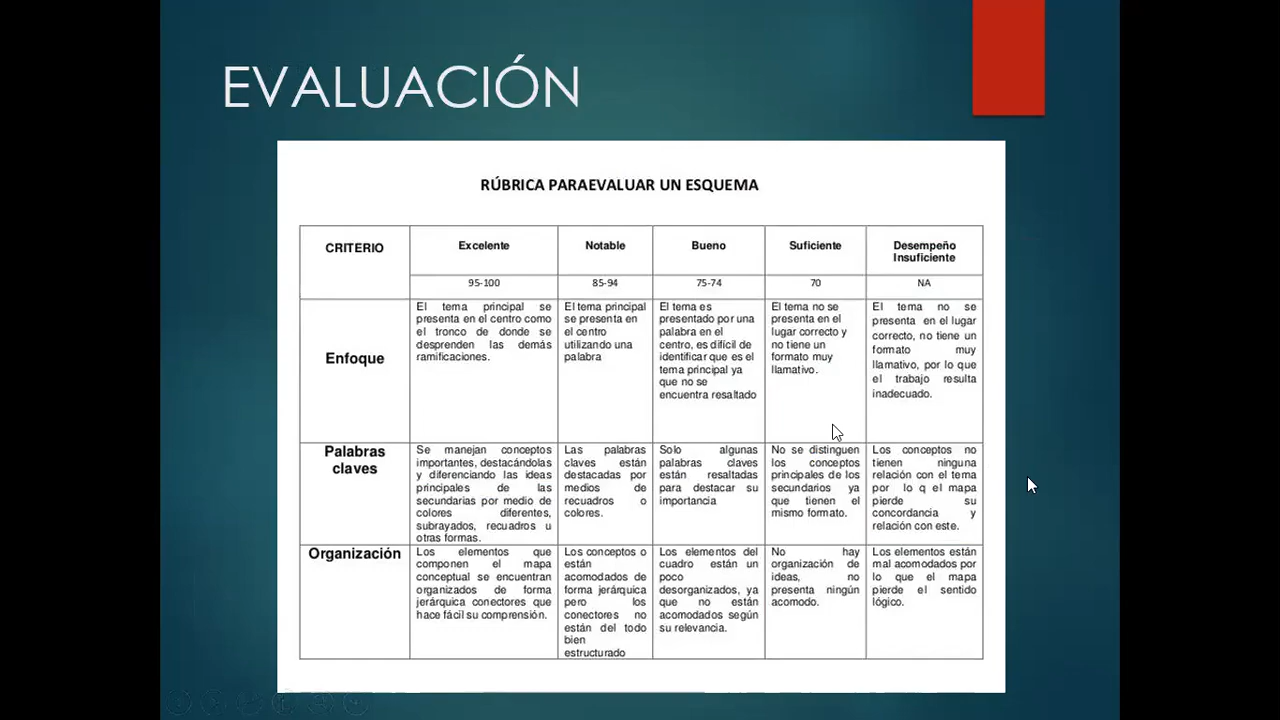 EVALUACIÓN
RÚBRICA PARAEVALUAR UN ESQUEMA
CRITERIO
Excelente
Notable
Bueno
Suficiente
Desempeño
Insuficiente
95-100
85-94
75-74
70
NA
Enfoque
El tema principal se
presenta en el centro como
el tronco de donde se
desprenden las demás
ramificaciones.
El tema principal
se presenta en
el centro
utilizando una
palabra
El tema es
presentado por una
palabra en el
centro, es difícil de
identificar que es el
tema principal ya
que no se
encuentra resaltado
El tema no se
presenta en el
lugar correcto y
no tiene un
formato muy
llamativo.
El tema no se
presenta en el lugar
correcto, no tiene un
formato muy
llamativo, por lo que
el trabajo resulta
inadecuado.
Palabras
claves
Se manejan conceptos
importantes, destacándolas
y diferenciando las ideas
principales de las
secundarias por medio de
colores diferentes,
subrayados, recuadros u
otras formas.
Las palabras
claves están
destacadas por
medios de
recuadros o
colores.
Solo algunas
palabras claves
están resaltadas
para destacar su
importancia
No se distinguen
los conceptos
principales de los
secundarios ya
que tienen el
mismo formato.
Los conceptos no
tienen ninguna
relación con el tema
por lo q el mapa
pierde su
concordancia y
relación con este.
Organización
Los elementos que
componen el mapa
conceptual se encuentran
organizados de forma
jerárquica conectores que
hace fácil su comprensión.
Los conceptos o
están
acomodados de
forma jerárquica
pero los
conectores no
están del todo
bien
estructurado
Los elementos del
cuadro están un
poco
desorganizados, ya
que no están
acomodados según
su relevancia.
No hay
organización de
ideas, no
presenta ningún
acomodo.
Los elementos están
mal acomodados por
lo que el mapa
pierde el sentido
lógico.